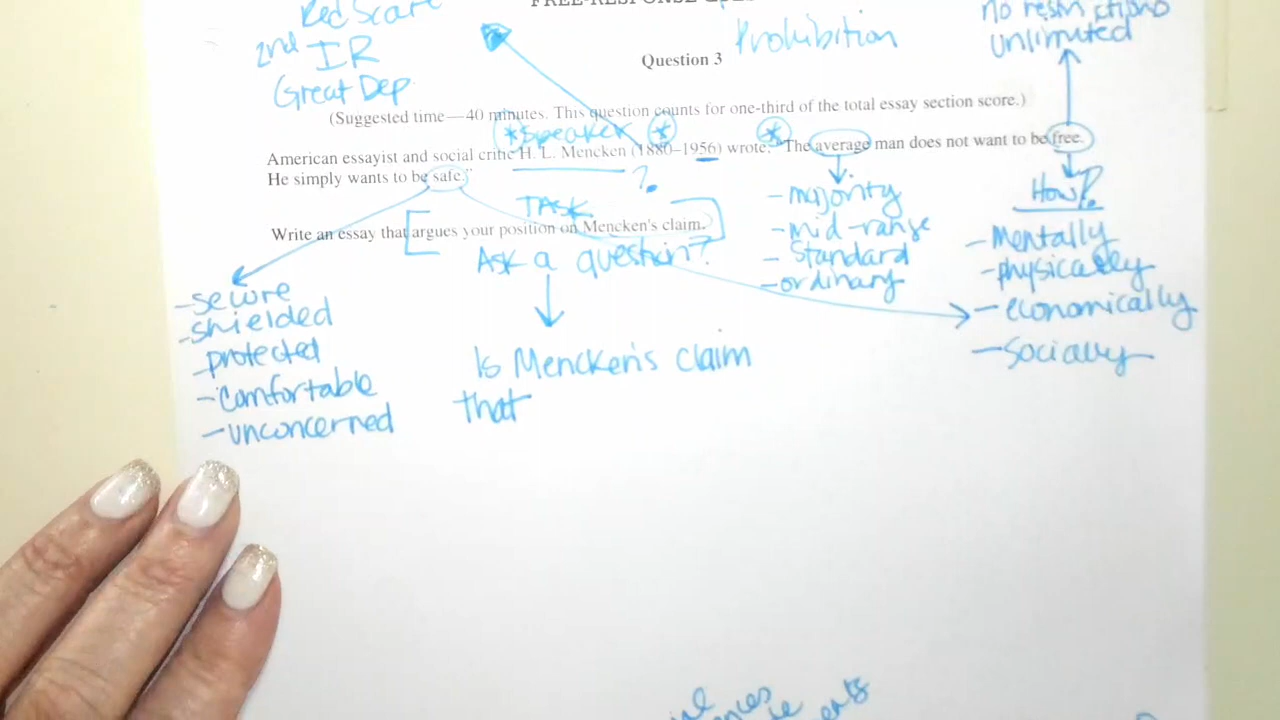 Red Scare
2nd IR
Great Dep
Prohibition
no restrictions
unlimited
Question 3
(Suggested time—40 minutes. This question counts for one-third of the total essay section score.)
*Speaker *
*
American essayist and social critic H. L. Mencken (1880–1956) wrote: "The average man does not want to be free.
He simply wants to be safe."
?
TASK
Write an essay that argues your position on Mencken's claim.
Ask a question?
- majority
- mid-range
- Standard
- ordinary
How?
- Mentally
- physically
- economically
- Socially
- secure
- shielded
- protected
- Comfortable
- unconcerned
Is Mencken's claim
that